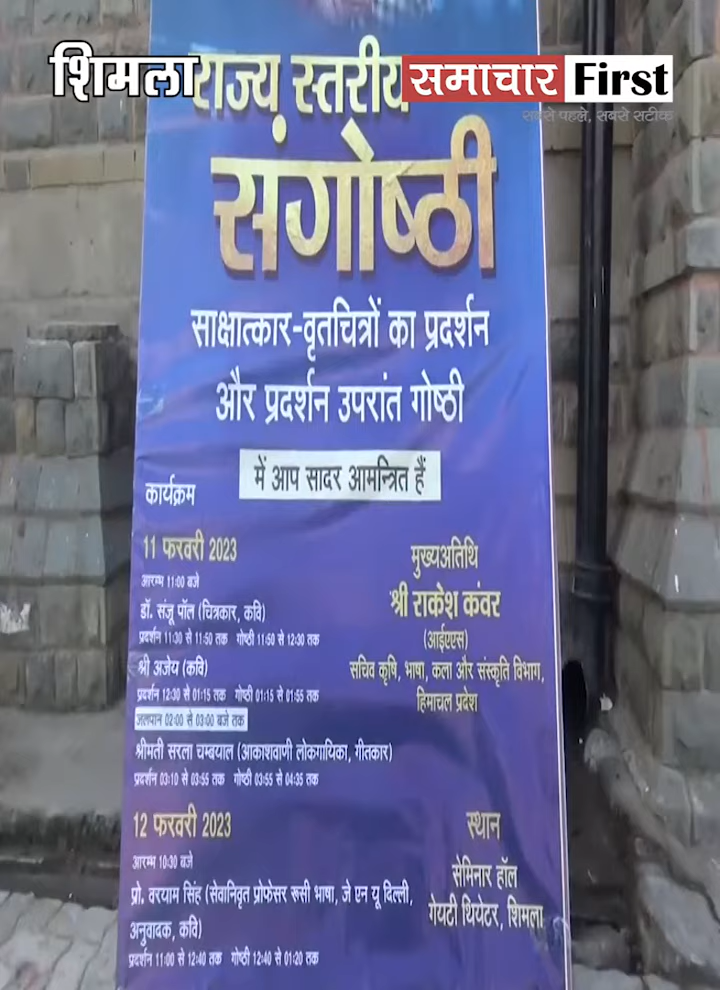 शिमला
समाचार First
सबसे पहले, सबसे सटीक
राज्य स्तरीय
संगोष्ठी
साक्षात्कार-वृतचित्रों का प्रदर्शन
और प्रदर्शन उपरांत गोष्ठी
में आप सादर आमन्त्रित हैं
कार्यक्रम
11 फरवरी 2023
आरम्भ 11:00 बजे
डॉ. संजू पॉल (चित्रकार, कवि)
प्रदर्शन 11:30 से 11:50 तक गोष्ठी 11:50 से 12:30 तक
श्री अजेय (कवि)
प्रदर्शन 12:30 से 01:15 तक गोष्ठी 01:15 से 01:55 तक
जलपान 02:00 से 03:00 बजे तक
श्रीमती सरला चम्बयाल (आकाशवाणी लोकगायिका, गीतकार)
प्रदर्शन 03:10 से 03:55 तक गोष्ठी 03:55 से 04:35 तक
मुख्यअतिथि
श्री राकेश कंवर
(आईएएस)
सचिव कृषि, भाषा, कला और संस्कृति विभाग,
हिमाचल प्रदेश
12 फरवरी 2023
आरम्भ 10:30 बजे
प्रो. वरयाम सिंह (सेवानिवृत प्रोफेसर रूसी भाषा, जे एन यू दिल्ली,
अनुवादक, कवि)
प्रदर्शन 11:00 से 12:40 तक गोष्ठी 12:40 से 01:20 तक
स्थान
सेमिनार हॉल
गेयटी थियेटर, शिमला